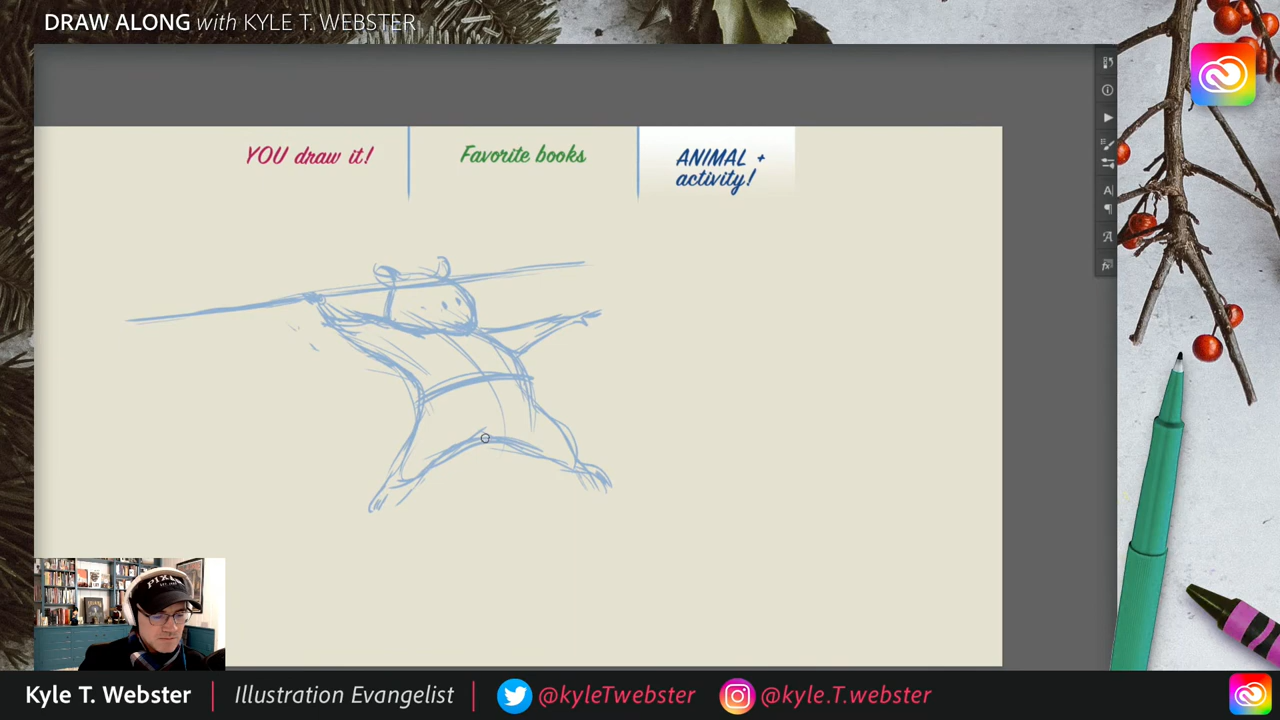 DRAW ALONG with KYLE T. WEBSTER
YOU draw it!
Favorite books
ANIMAL +
activity!
Kyle T. Webster
Illustration Evangelist
@kyleTwebster
@kyle.T.webster